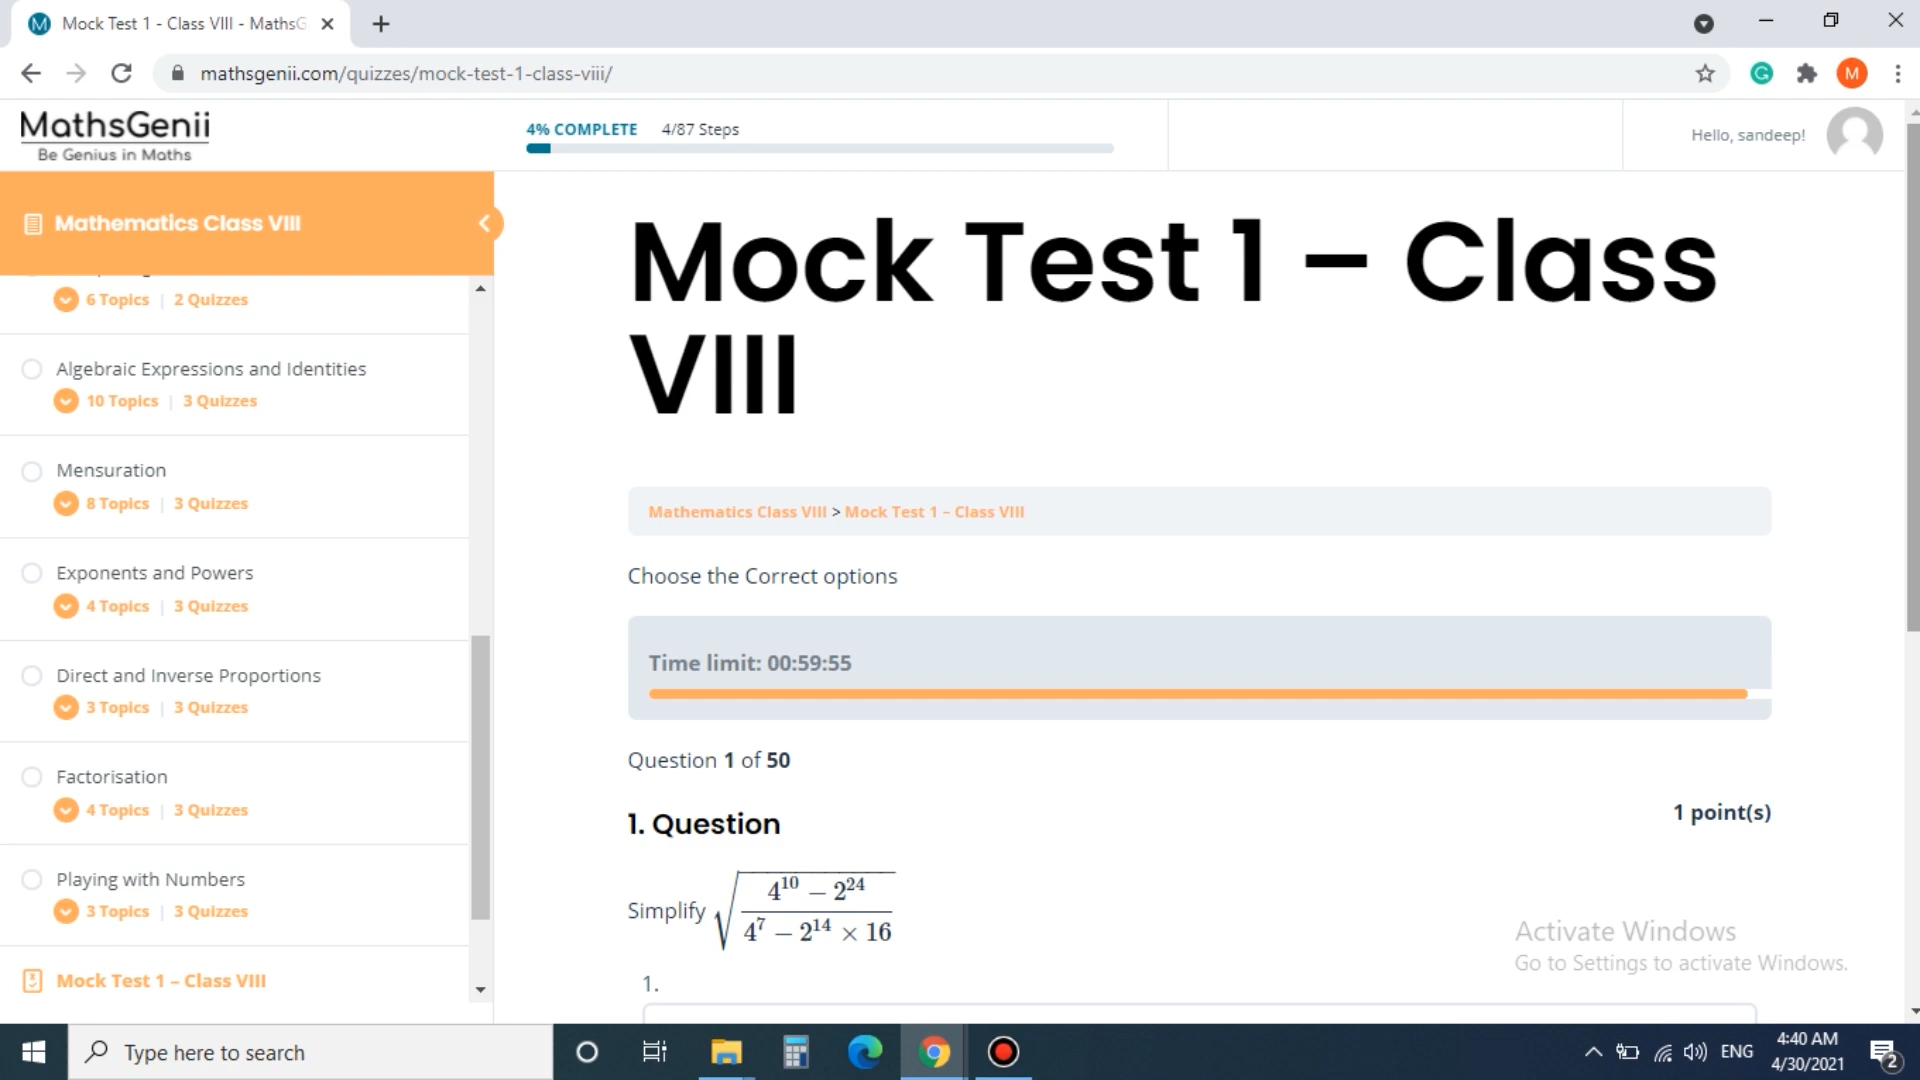 Mock Test 1 - Class VIII - MathsG
mathsgenii.com/quizzes/mock-test-1-class-viii/
M
MathsGenii
Be Genius in Maths
4% COMPLETE 4/87 Steps
Hello, sandeep!
Mathematics Class VIII
6 Topics | 2 Quizzes
Algebraic Expressions and Identities
10 Topics | 3 Quizzes
Mensuration
8 Topics | 3 Quizzes
Exponents and Powers
4 Topics | 3 Quizzes
Direct and Inverse Proportions
3 Topics | 3 Quizzes
Factorisation
4 Topics | 3 Quizzes
Playing with Numbers
3 Topics | 3 Quizzes
Mock Test 1 – Class VIII
Mock Test 1 – Class
VIII
Mathematics Class VIII > Mock Test 1 – Class VIII
Choose the Correct options
Time limit: 00:59:55
Question 1 of 50
1. Question
1 point(s)
Simplify √((4^10 − 2^24)/(4^7 − 2^14 × 16))
1.
Activate Windows
Go to Settings to activate Windows.
Type here to search
ENG
4:40 AM
4/30/2021
2